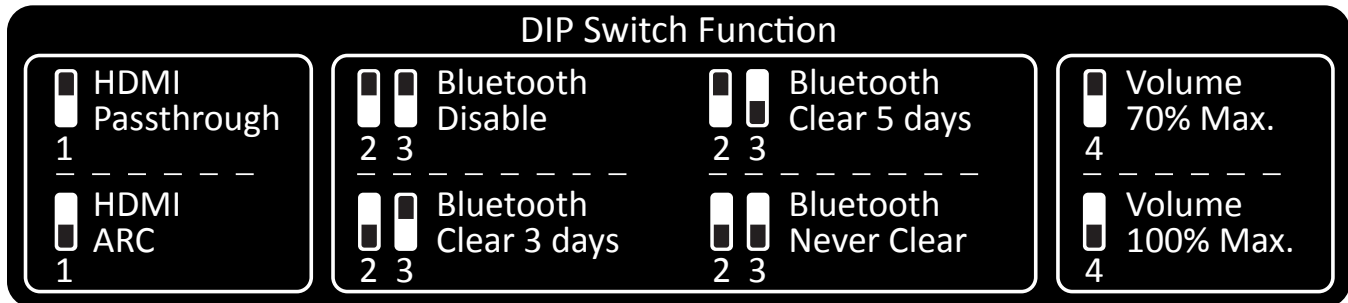 DIP Switch Function
HDMI
Passthrough
1
HDMI
ARC
1
Bluetooth
Disable
2 3
Bluetooth
Clear 5 days
2 3
Bluetooth
Clear 3 days
2 3
Bluetooth
Never Clear
2 3
Volume
70% Max.
4
Volume
100% Max.
4